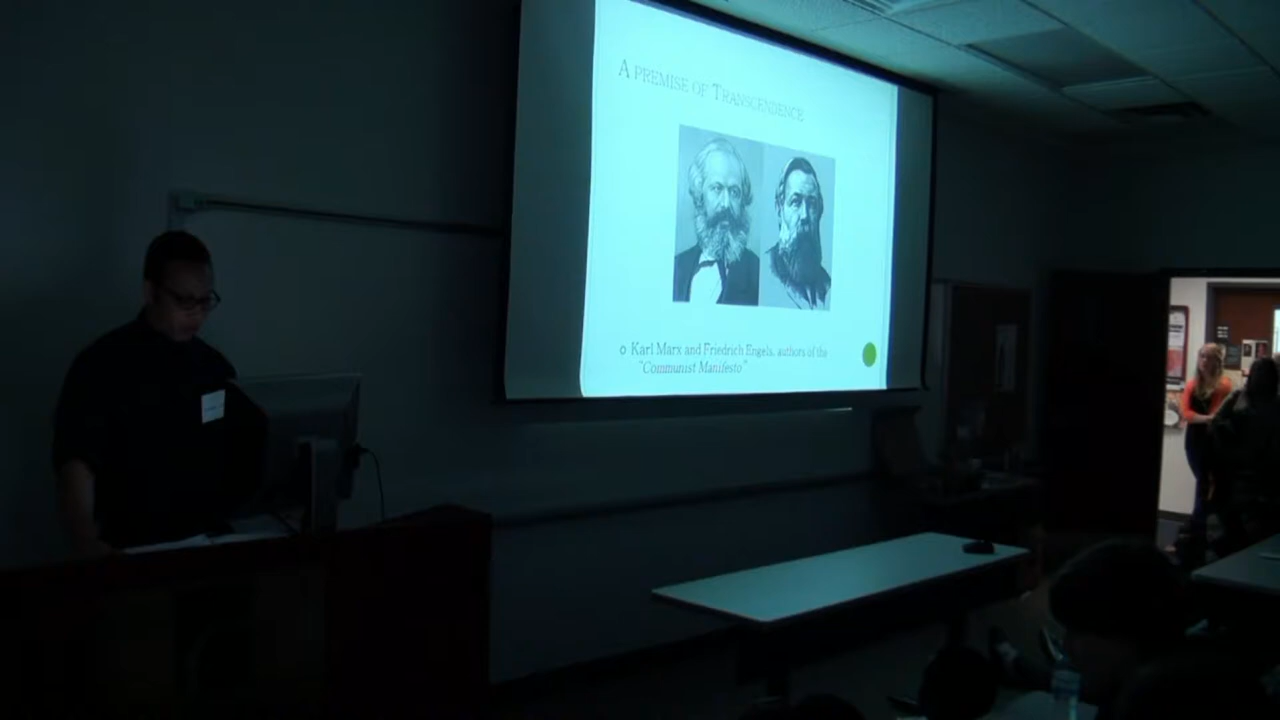 A PREMISE OF TRANSCENDENCE
Karl Marx and Friedrich Engels, authors of the
"Communist Manifesto"